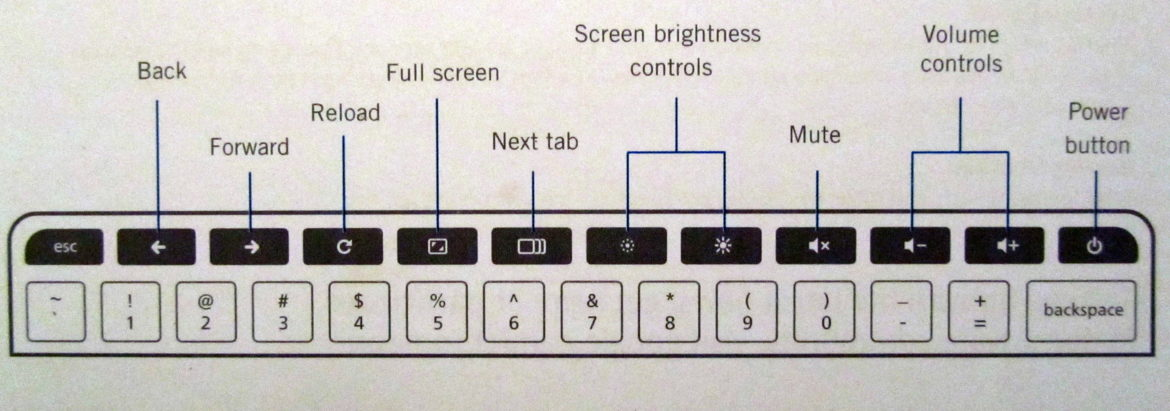 Screen brightness
controls
Volume
controls
Back
Full screen
Reload
Power
button
Forward
Next tab
Mute
esc
~ ! @ # $ % ^ & * ( ) _ +
` 1 2 3 4 5 6 7 8 9 0 - = backspace